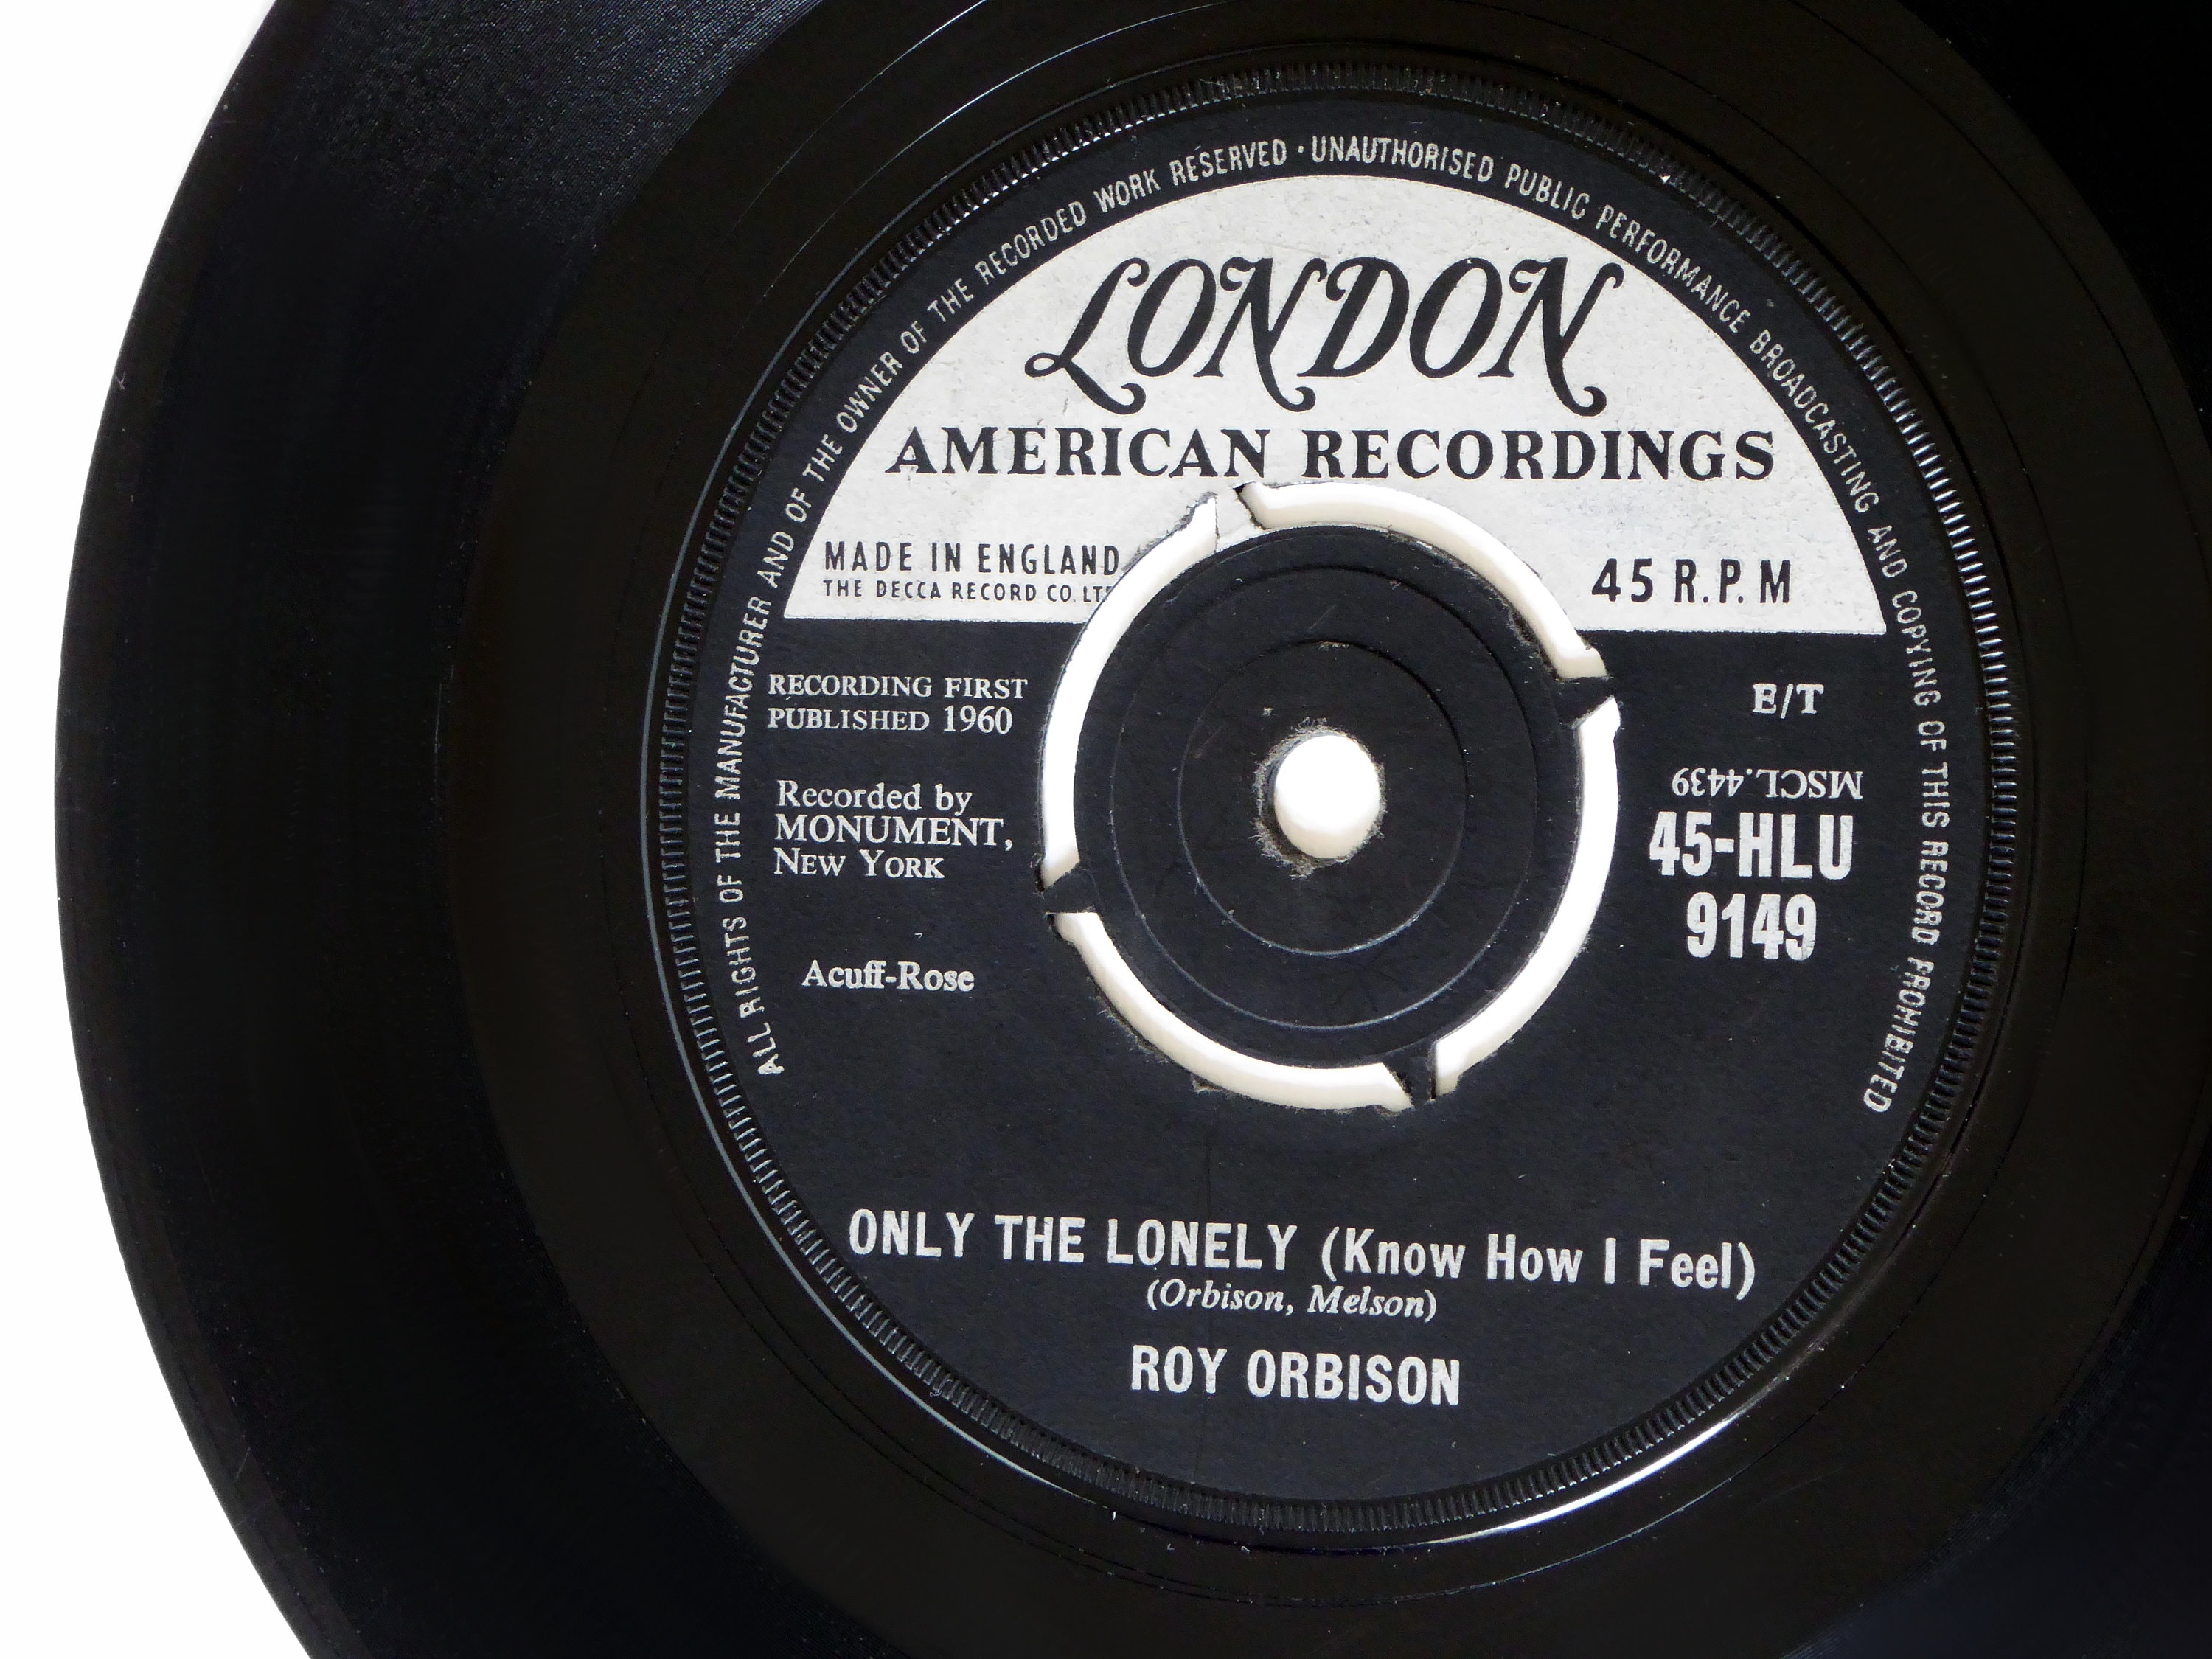 ALL RIGHTS OF THE MANUFACTURER AND OF THE OWNER OF THE RECORDED WORK RESERVED · UNAUTHORISED PUBLIC PERFORMANCE BROADCASTING AND COPYING OF THIS RECORD PROHIBITED
LONDON
AMERICAN RECORDINGS
MADE IN ENGLAND
THE DECCA RECORD CO. LTD
45 R.P.M
RECORDING FIRST
PUBLISHED 1960
E/T
MSCL.4439
Recorded by
MONUMENT,
NEW YORK
45-HLU
9149
Acuff-Rose
ONLY THE LONELY (Know How I Feel)
(Orbison, Melson)
ROY ORBISON